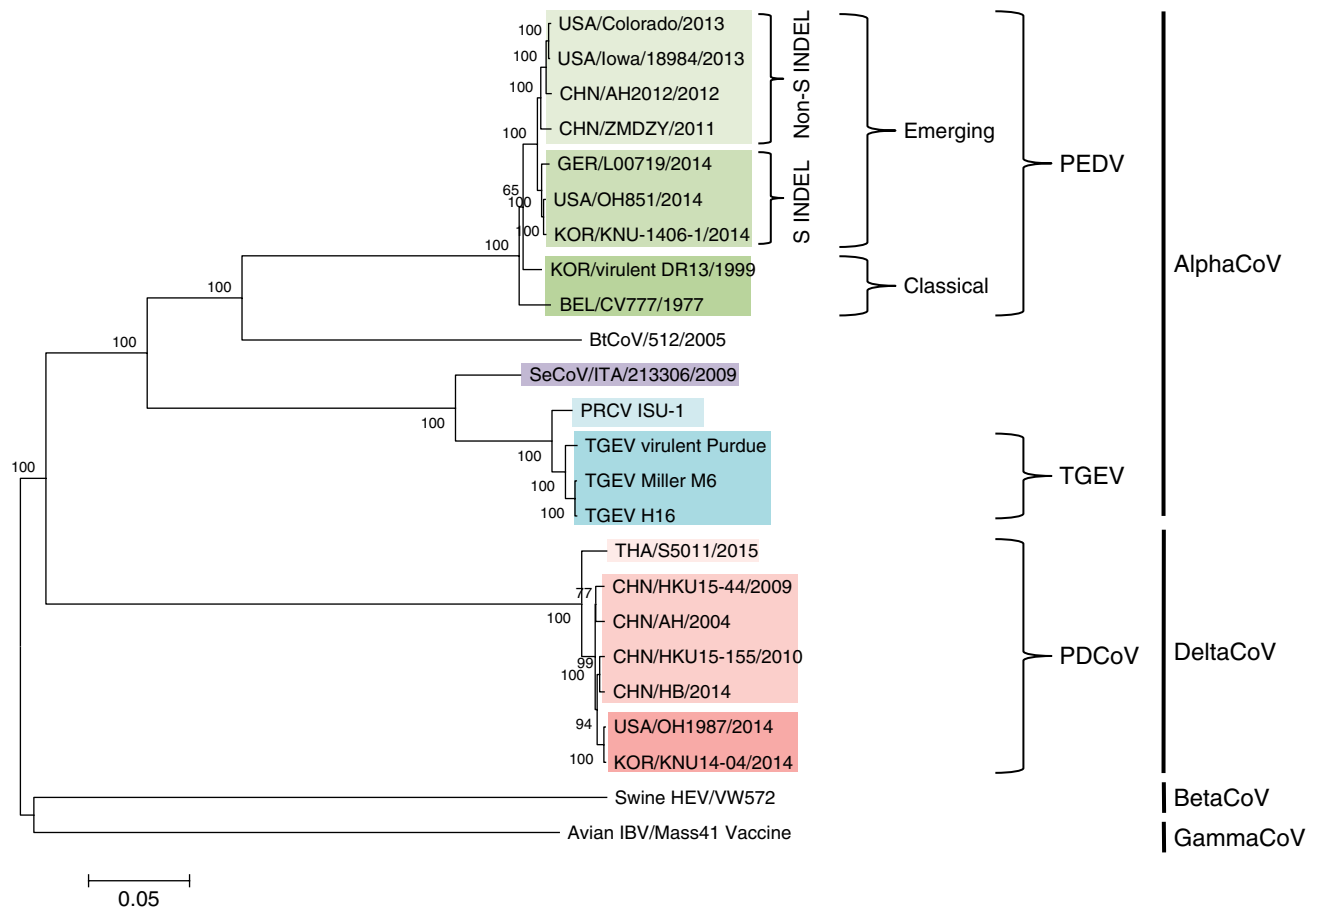 USA/Colorado/2013
USA/Iowa/18984/2013
CHN/AH2012/2012
CHN/ZMDZY/2011
GER/L00719/2014
USA/OH851/2014
KOR/KNU-1406-1/2014
KOR/virulent DR13/1999
BEL/CV777/1977
BtCoV/512/2005
SeCoV/ITA/213306/2009
PRCV ISU-1
TGEV virulent Purdue
TGEV Miller M6
TGEV H16
THA/S5011/2015
CHN/HKU15-44/2009
CHN/AH/2004
CHN/HKU15-155/2010
CHN/HB/2014
USA/OH1987/2014
KOR/KNU14-04/2014
Swine HEV/VW572
Avian IBV/Mass41 Vaccine
Non-S INDEL
S INDEL
Emerging
Classical
PEDV
TGEV
PDCoV
AlphaCoV
DeltaCoV
BetaCoV
GammaCoV
100
100
100
100
65
100
100
100
100
100
100
100
100
100
100
77
100
99
100
94
100
0.05